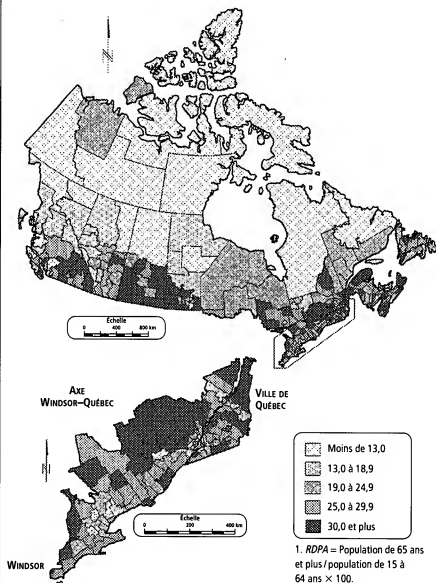 Échelle
0 400 800 km
AXE
WINDSOR–QUÉBEC
VILLE DE
QUÉBEC
Échelle
0 200 400 km
WINDSOR
Moins de 13,0
13,0 à 18,9
19,0 à 24,9
25,0 à 29,9
30,0 et plus
1. RDPA = Population de 65 ans
et plus / population de 15 à
64 ans × 100.